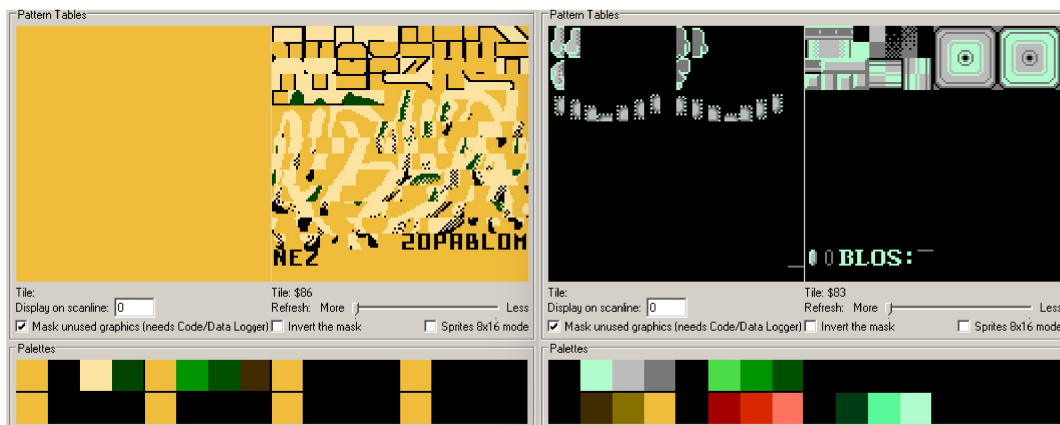 Pattern Tables
20PABLOM
NEZ
Tile:
Tile: $86
Display on scanline: 0
Refresh: More
Less
Mask unused graphics (needs Code/Data Logger)
Invert the mask
Sprites 8x16 mode
Palettes
Pattern Tables
BLOS:
Tile:
Tile: $83
Display on scanline: 0
Refresh: More
Less
Mask unused graphics (needs Code/Data Logger)
Invert the mask
Sprites 8x16 mode
Palettes